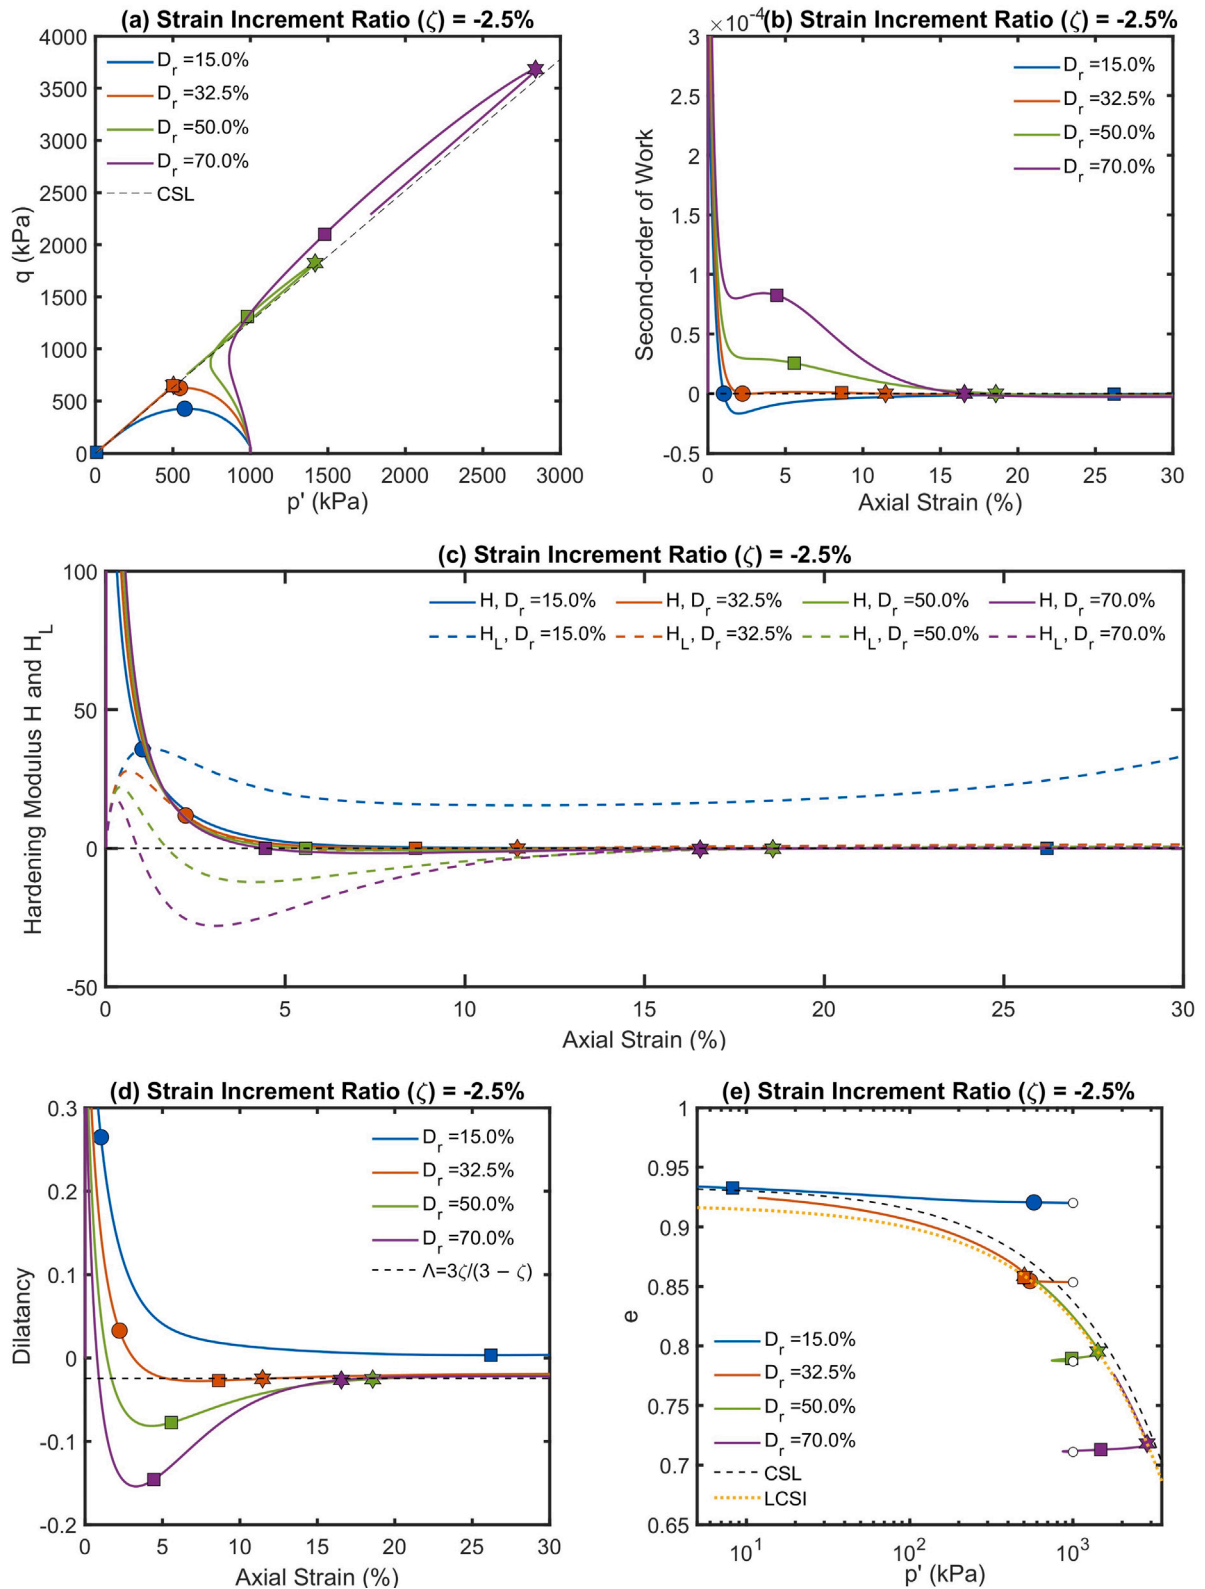 (a) Strain Increment Ratio (ζ) = -2.5%
4000
3500
3000
2500
2000
1500
1000
500
0
q (kPa)
D_r =15.0%
D_r =32.5%
D_r =50.0%
D_r =70.0%
CSL
0 500 1000 1500 2000 2500 3000
p' (kPa)
×10⁻⁴
(b) Strain Increment Ratio (ζ) = -2.5%
3
2.5
2
1.5
1
0.5
0
-0.5
Second-order of Work
D_r =15.0%
D_r =32.5%
D_r =50.0%
D_r =70.0%
0 5 10 15 20 25 30
Axial Strain (%)
(c) Strain Increment Ratio (ζ) = -2.5%
100
50
0
-50
Hardening Modulus H and H_L
H, D_r =15.0% H, D_r =32.5% H, D_r =50.0% H, D_r =70.0%
H_L, D_r =15.0% H_L, D_r =32.5% H_L, D_r =50.0% H_L, D_r =70.0%
0 5 10 15 20 25 30
Axial Strain (%)
(d) Strain Increment Ratio (ζ) = -2.5%
0.3
0.2
0.1
0
-0.1
-0.2
Dilatancy
D_r =15.0%
D_r =32.5%
D_r =50.0%
D_r =70.0%
Λ=3ζ/(3 − ζ)
0 5 10 15 20 25 30
Axial Strain (%)
(e) Strain Increment Ratio (ζ) = -2.5%
1
0.95
0.9
0.85
0.8
0.75
0.7
0.65
e
D_r =15.0%
D_r =32.5%
D_r =50.0%
D_r =70.0%
CSL
LCSI
10¹ 10² 10³
p' (kPa)